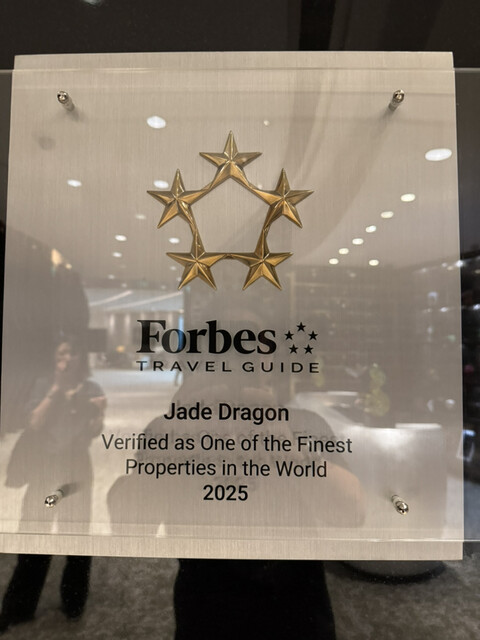 Forbes
TRAVEL GUIDE
Jade Dragon
Verified as One of the Finest
Properties in the World
2025